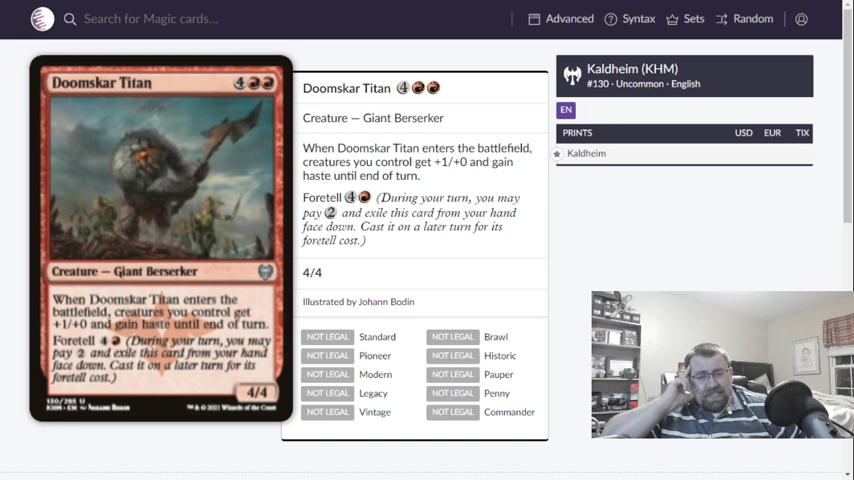 Search for Magic cards...
Advanced
Syntax
Sets
Random
Doomskar Titan 4
Creature — Giant Berserker
When Doomskar Titan enters the
battlefield, creatures you control get
+1/+0 and gain haste until end of turn.
Foretell 4 (During your turn, you may
pay 2 and exile this card from your hand
face down. Cast it on a later turn for its
foretell cost.)
4/4
130/285 U
KHM • EN Johann Bodin
™ & © 2021 Wizards of the Coast
Doomskar Titan 4
Creature — Giant Berserker
When Doomskar Titan enters the battlefield,
creatures you control get +1/+0 and gain
haste until end of turn.
Foretell 4 (During your turn, you may
pay 2 and exile this card from your hand
face down. Cast it on a later turn for its
foretell cost.)
4/4
Illustrated by Johann Bodin
NOT LEGAL Standard NOT LEGAL Brawl
NOT LEGAL Pioneer NOT LEGAL Historic
NOT LEGAL Modern NOT LEGAL Pauper
NOT LEGAL Legacy NOT LEGAL Penny
NOT LEGAL Vintage NOT LEGAL Commander
Kaldheim (KHM)
#130 · Uncommon · English
EN
PRINTS USD EUR TIX
Kaldheim